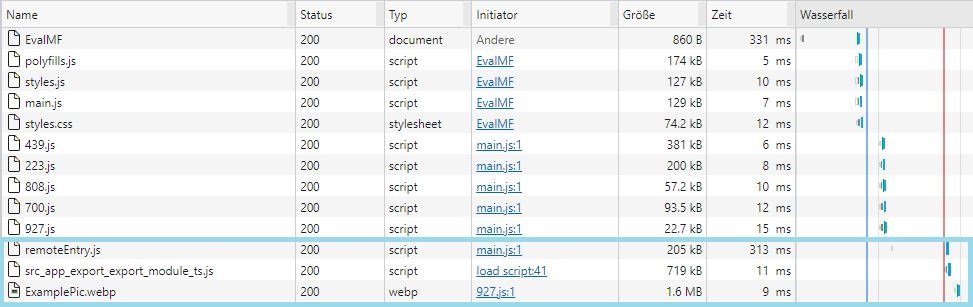 Name Status Typ Initiator Größe Zeit Wasserfall
EvalMF 200 document Andere 860 B 331 ms
polyfills.js 200 script EvalMF 174 kB 5 ms
styles.js 200 script EvalMF 127 kB 10 ms
main.js 200 script EvalMF 129 kB 7 ms
styles.css 200 stylesheet EvalMF 74.2 kB 12 ms
439.js 200 script main.js:1 381 kB 6 ms
223.js 200 script main.js:1 200 kB 8 ms
808.js 200 script main.js:1 57.2 kB 10 ms
700.js 200 script main.js:1 93.5 kB 12 ms
927.js 200 script main.js:1 22.7 kB 15 ms
remoteEntry.js 200 script main.js:1 205 kB 313 ms
src_app_export_export_module_ts.js 200 script load script:41 719 kB 11 ms
ExamplePic.webp 200 webp 927.js:1 1.6 MB 9 ms